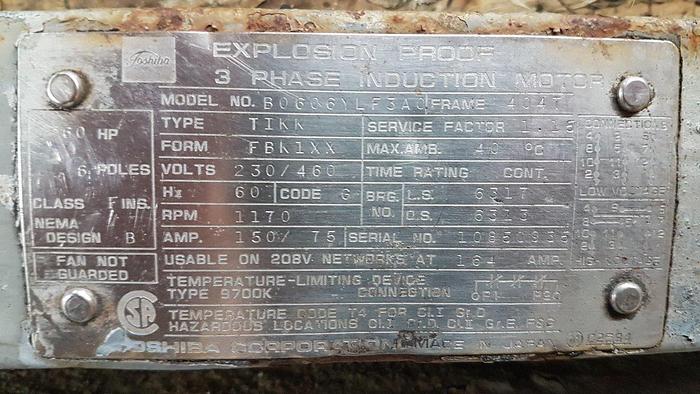 Toshiba
EXPLOSION PROOF
3 PHASE INDUCTION MOTOR
MODEL NO. B0606YLF3A FRAME 404T
60 HP TYPE TIKK SERVICE FACTOR 1.15
FORM FBK1XX MAX.AMB. 40 °C
6 POLES VOLTS 230/460 TIME RATING CONT.
CLASS F INS. Hz 60 CODE G BRG. NO. L.S. 6317
NEMA DESIGN B RPM 1170 O.S. 6313
AMP. 150/ 75 SERIAL NO.
FAN NOT GUARDED
USABLE ON 208V NETWORKS AT 164 AMP.
TEMPERATURE-LIMITING DEVICE
TYPE 9700K CONNECTION P1 P2
TEMPERATURE CODE T4 FOR CL.I Gr.D
HAZARDOUS LOCATIONS CL.I Gr.D, CL.II Gr.E, F&G
TOSHIBA CORPORATION MADE IN JAPAN
CONNECTIONS
LOW VOLTAGE
HIGH VOLTAGE